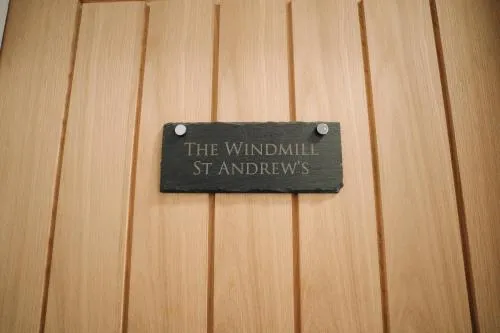 The Windmill
St Andrew's